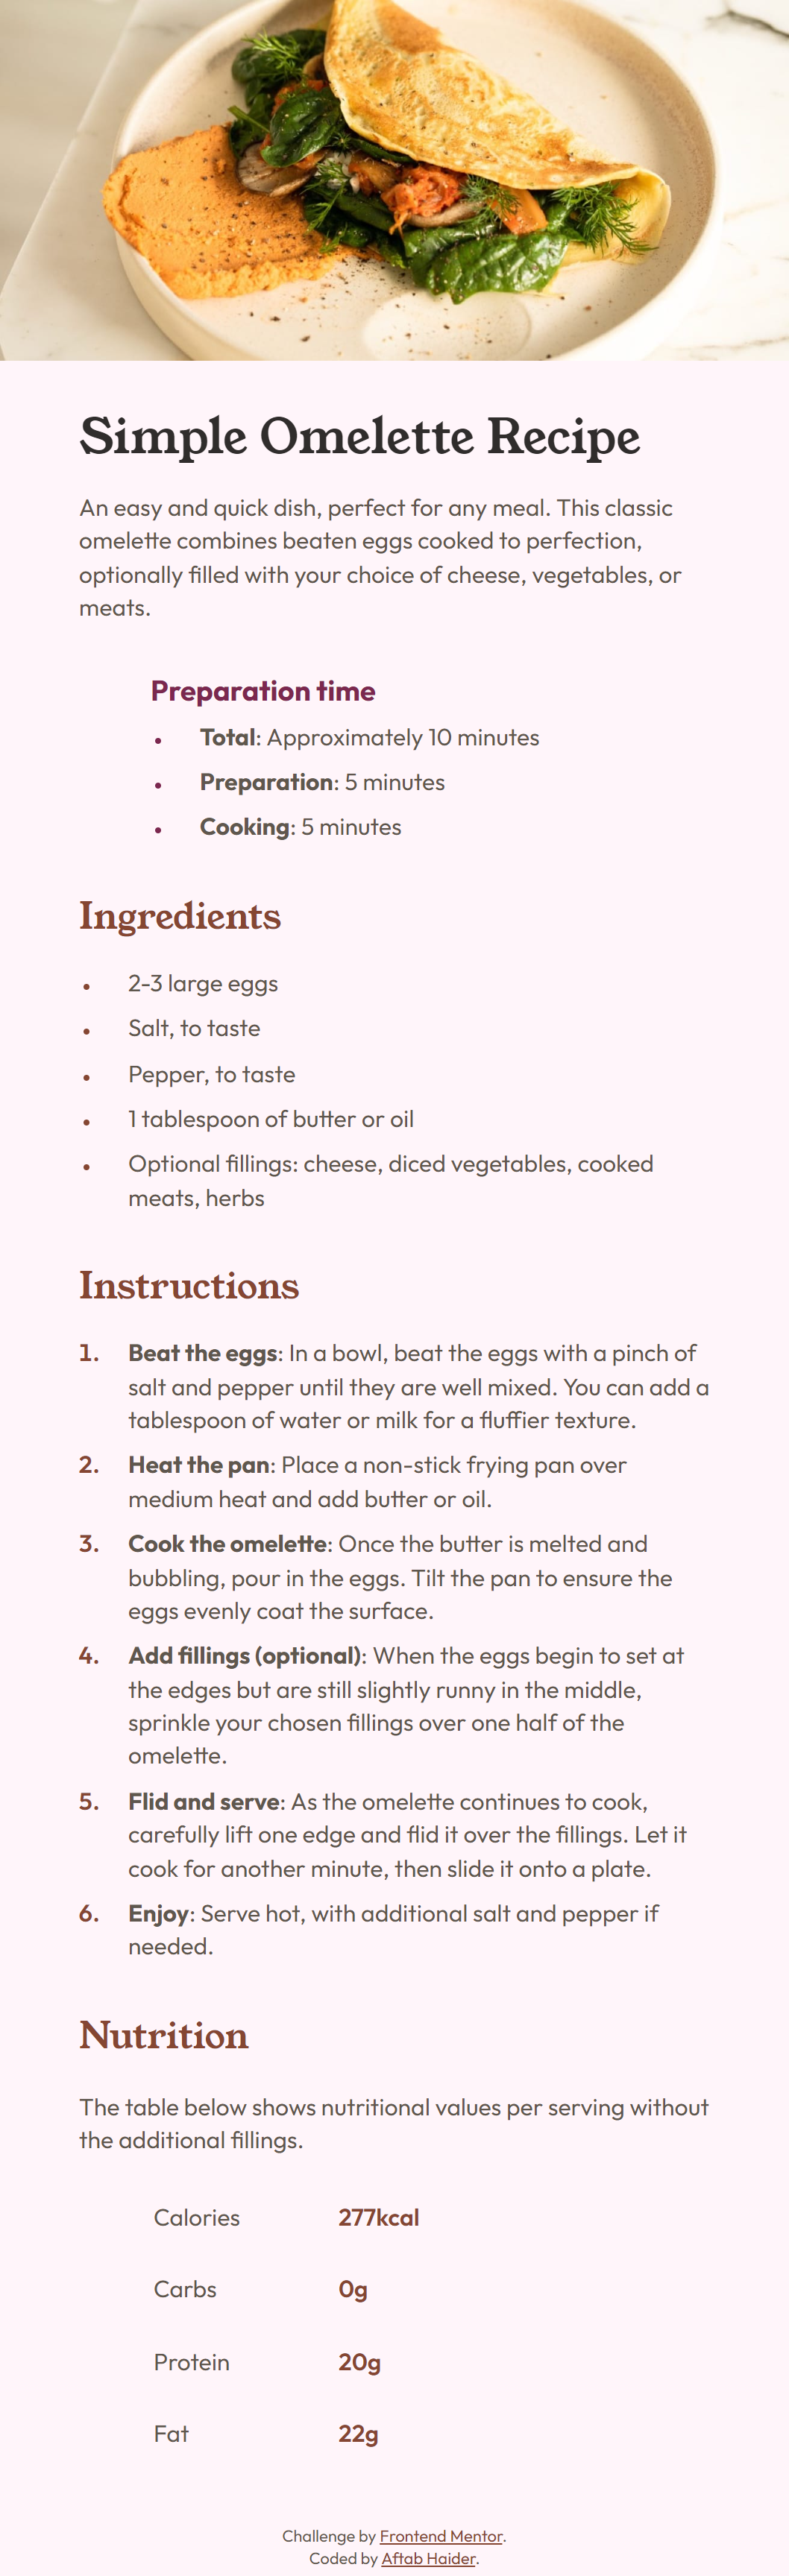 Simple Omelette Recipe
An easy and quick dish, perfect for any meal. This classic
omelette combines beaten eggs cooked to perfection,
optionally filled with your choice of cheese, vegetables, or
meats.
Preparation time
• Total: Approximately 10 minutes
• Preparation: 5 minutes
• Cooking: 5 minutes
Ingredients
• 2-3 large eggs
• Salt, to taste
• Pepper, to taste
• 1 tablespoon of butter or oil
• Optional fillings: cheese, diced vegetables, cooked
meats, herbs
Instructions
1. Beat the eggs: In a bowl, beat the eggs with a pinch of
salt and pepper until they are well mixed. You can add a
tablespoon of water or milk for a fluffier texture.
2. Heat the pan: Place a non-stick frying pan over
medium heat and add butter or oil.
3. Cook the omelette: Once the butter is melted and
bubbling, pour in the eggs. Tilt the pan to ensure the
eggs evenly coat the surface.
4. Add fillings (optional): When the eggs begin to set at
the edges but are still slightly runny in the middle,
sprinkle your chosen fillings over one half of the
omelette.
5. Flid and serve: As the omelette continues to cook,
carefully lift one edge and flid it over the fillings. Let it
cook for another minute, then slide it onto a plate.
6. Enjoy: Serve hot, with additional salt and pepper if
needed.
Nutrition
The table below shows nutritional values per serving without
the additional fillings.
Calories 277kcal
Carbs 0g
Protein 20g
Fat 22g
Challenge by Frontend Mentor.
Coded by Aftab Haider.